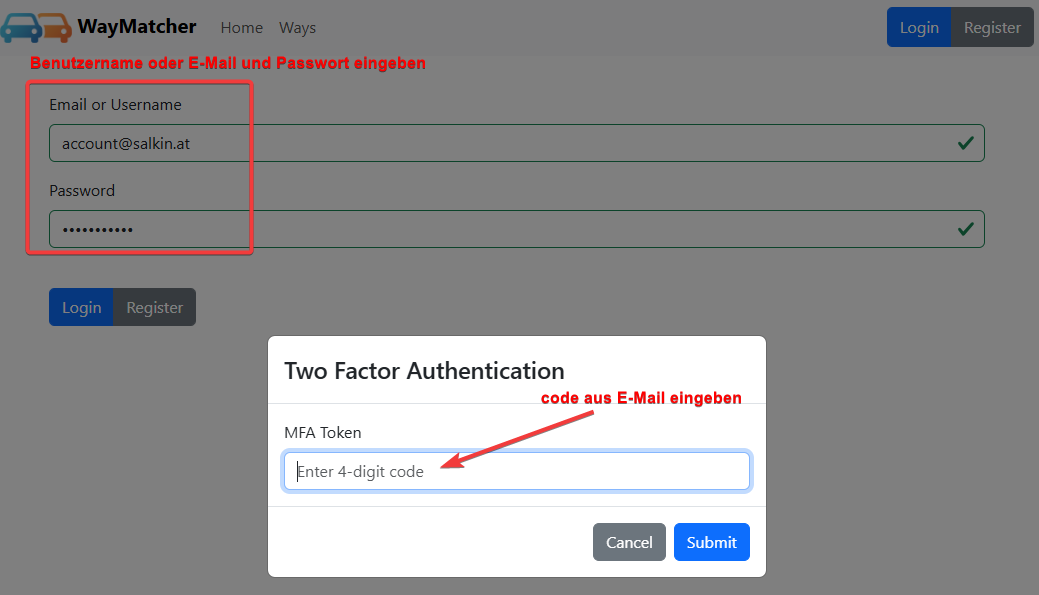 WayMatcher Home Ways Login Register
Benutzername oder E-Mail und Passwort eingeben
Email or Username
account@salkin.at
Password
•••••••••••
Login Register
Two Factor Authentication
code aus E-Mail eingeben
MFA Token
Enter 4-digit code
Cancel Submit